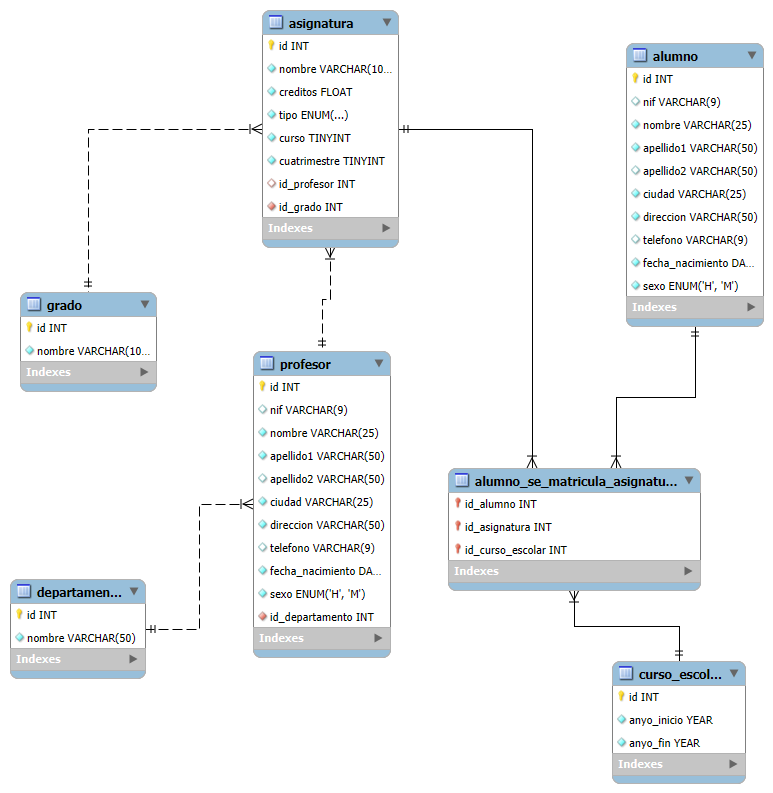 asignatura
id INT
nombre VARCHAR(10...
creditos FLOAT
tipo ENUM(...)
curso TINYINT
cuatrimestre TINYINT
id_profesor INT
id_grado INT
Indexes
alumno
id INT
nif VARCHAR(9)
nombre VARCHAR(25)
apellido1 VARCHAR(50)
apellido2 VARCHAR(50)
ciudad VARCHAR(25)
direccion VARCHAR(50)
telefono VARCHAR(9)
fecha_nacimiento DA...
sexo ENUM('H', 'M')
Indexes
grado
id INT
nombre VARCHAR(10...
Indexes
profesor
id INT
nif VARCHAR(9)
nombre VARCHAR(25)
apellido1 VARCHAR(50)
apellido2 VARCHAR(50)
ciudad VARCHAR(25)
direccion VARCHAR(50)
telefono VARCHAR(9)
fecha_nacimiento DA...
sexo ENUM('H', 'M')
id_departamento INT
Indexes
alumno_se_matricula_asignatu...
id_alumno INT
id_asignatura INT
id_curso_escolar INT
Indexes
departamen...
id INT
nombre VARCHAR(50)
Indexes
curso_escol...
id INT
anyo_inicio YEAR
anyo_fin YEAR
Indexes